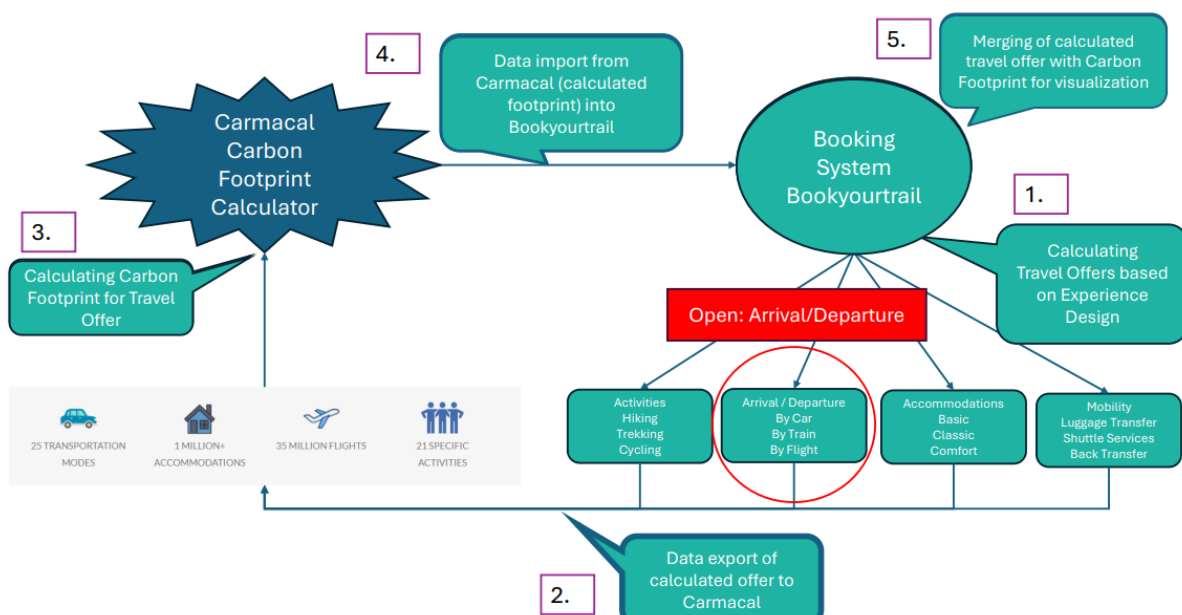 4.
Data import from
Carmacal (calculated
footprint) into
Bookyourtrail
5.
Merging of calculated
travel offer with Carbon
Footprint for visualization
Carmacal
Carbon
Footprint
Calculator
Booking
System
Bookyourtrail
1.
Calculating
Travel Offers based
on Experience
Design
3.
Calculating Carbon
Footprint for Travel
Offer
Open: Arrival/Departure
25 TRANSPORTATION
MODES
1 MILLION+
ACCOMMODATIONS
35 MILLION FLIGHTS
21 SPECIFIC
ACTIVITIES
Activities
Hiking
Trekking
Cycling
Arrival / Departure
By Car
By Train
By Flight
Accommodations
Basic
Classic
Comfort
Mobility
Luggage Transfer
Shuttle Services
Back Transfer
2.
Data export of
calculated offer to
Carmacal